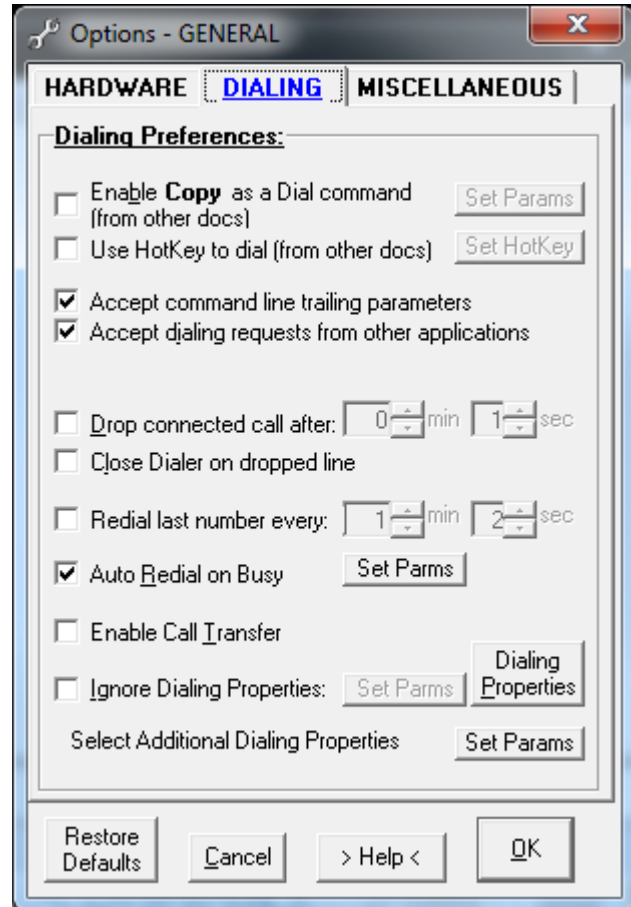 Options - GENERAL
HARDWARE DIALING MISCELLANEOUS
Dialing Preferences:
Enable Copy as a Dial command
(from other docs)
Set Params
Use HotKey to dial (from other docs)
Set HotKey
Accept command line trailing parameters
Accept dialing requests from other applications
Drop connected call after: 0 min 1 sec
Close Dialer on dropped line
Redial last number every: 1 min 2 sec
Auto Redial on Busy
Set Parms
Enable Call Transfer
Ignore Dialing Properties:
Set Parms
Dialing
Properties
Select Additional Dialing Properties
Set Params
Restore
Defaults
Cancel
> Help <
OK